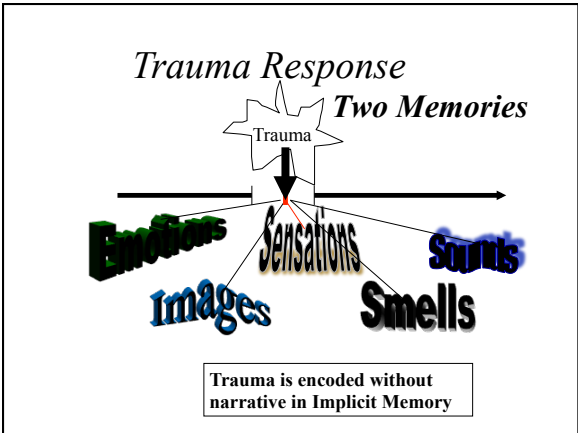 Trauma Response
Two Memories
Trauma
Emotions
Sensations
Sounds
Images
Smells
Trauma is encoded without
narrative in Implicit Memory